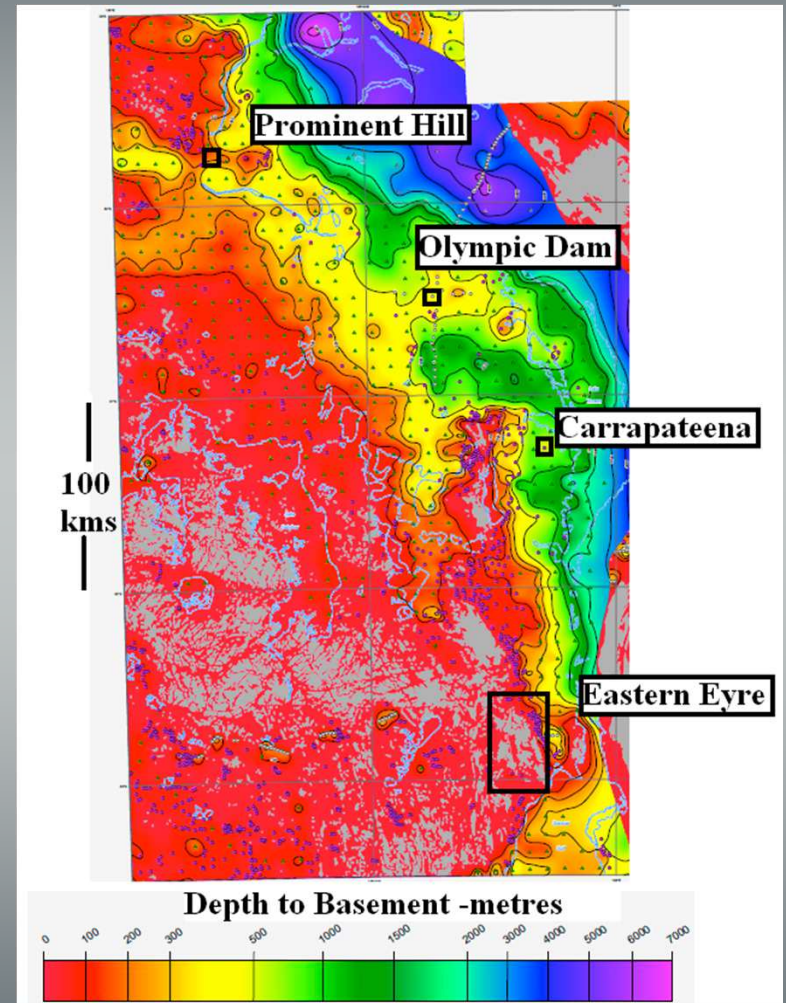 Prominent Hill
Olympic Dam
Carrapateena
100
kms
Eastern Eyre
Depth to Basement -metres
0 100 200 300 500 1000 1500 2000 3000 4000 5000 6000 7000